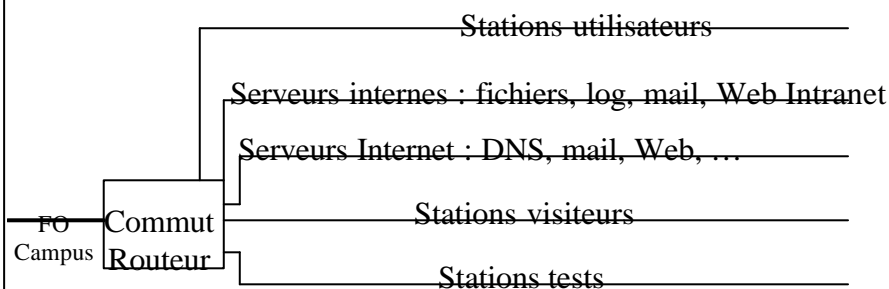 Stations utilisateurs
Serveurs internes : fichiers, log, mail, Web Intranet
Serveurs Internet : DNS, mail, Web, …
Stations visiteurs
FO
Campus
Commut
Routeur
Stations tests